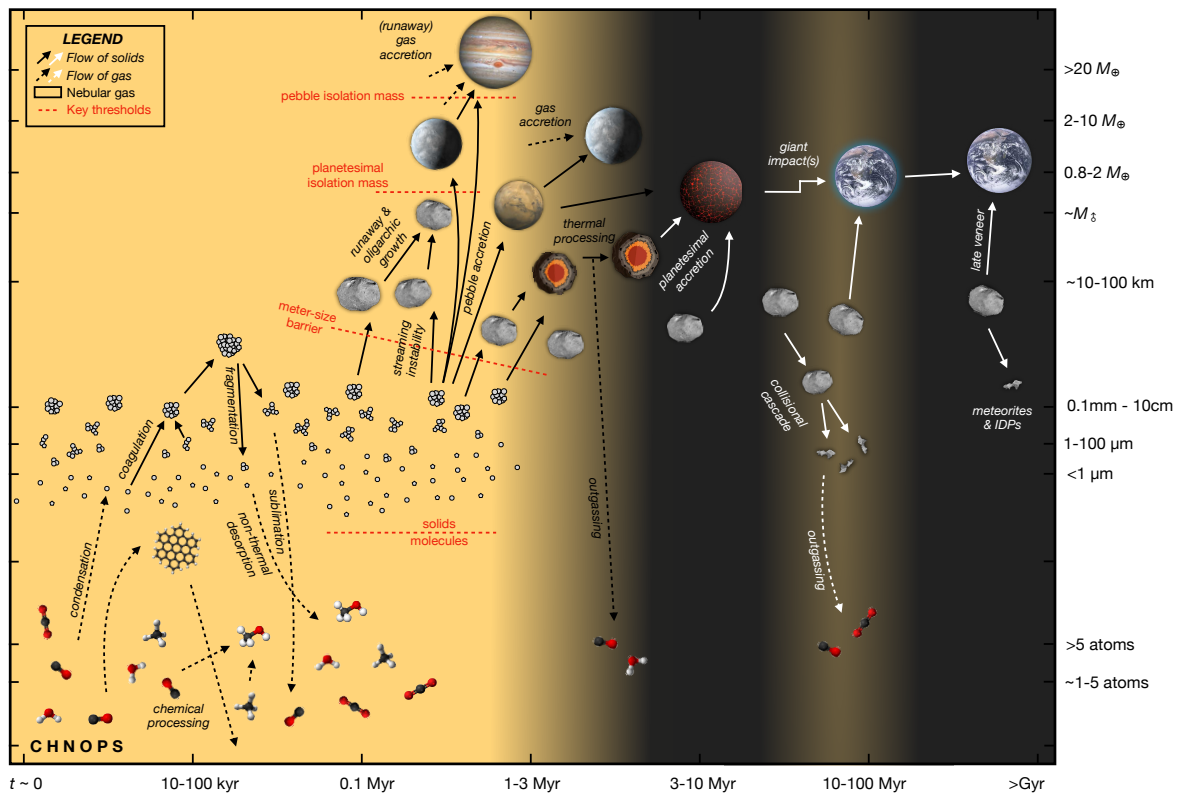 LEGEND
Flow of solids
Flow of gas
Nebular gas
Key thresholds
(runaway)
gas
accretion
pebble isolation mass
gas
accretion
planetesimal
isolation mass
giant
impact(s)
runaway &
oligarchic
growth
pebble accretion
thermal
processing
planetesimal
accretion
late veneer
meter-size
barrier
streaming
instability
fragmentation
coagulation
collisional
cascade
meteorites
& IDPs
sublimation
non-thermal
desorption
solids
molecules
outgassing
outgassing
condensation
chemical
processing
CHNOPS
>20 M⊕
2-10 M⊕
0.8-2 M⊕
~M♁
~10-100 km
0.1mm - 10cm
1-100 µm
<1 µm
>5 atoms
~1-5 atoms
t ~ 0
10-100 kyr
0.1 Myr
1-3 Myr
3-10 Myr
10-100 Myr
>Gyr